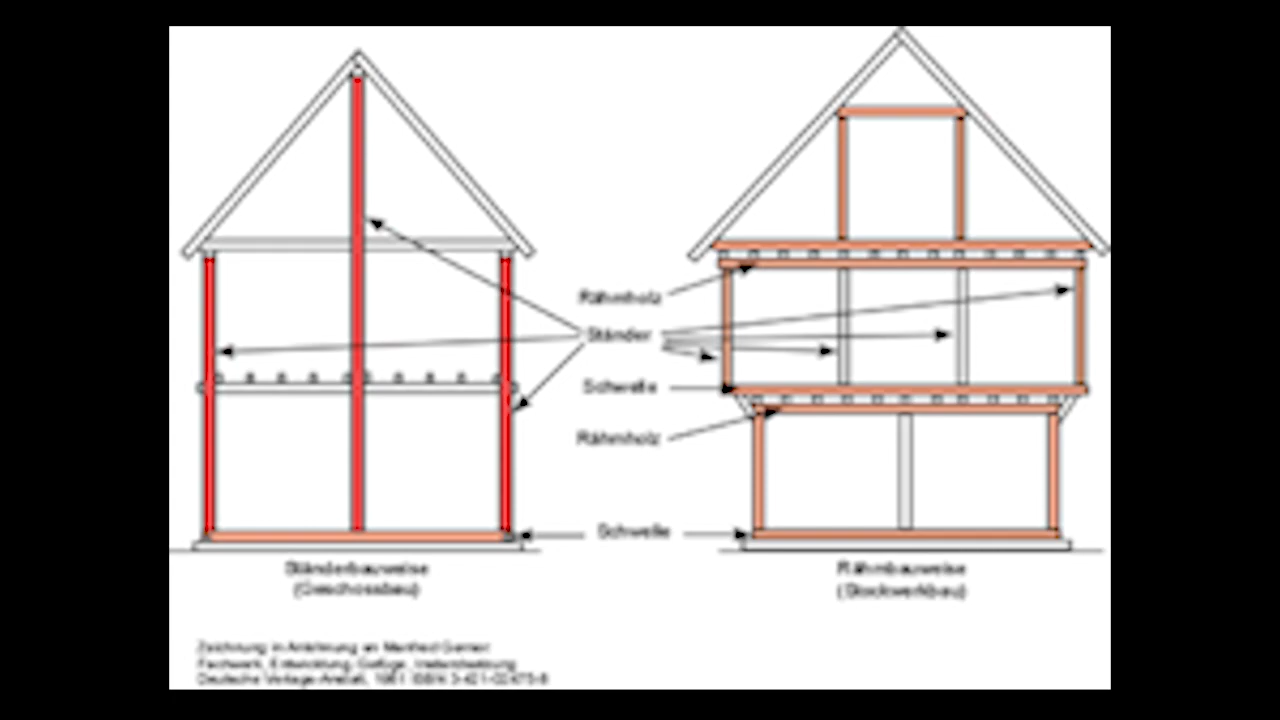 Rähmholz
Ständer
Schwelle
Rähmholz
Schwelle
Ständerbauweise
(Geschossbau)
Rähmbauweise
(Stockwerkbau)
Zeichnung in Anlehnung an Manfred Gerner:
Fachwerk, Entwicklung, Gefüge, Instandsetzung
Deutsche Verlags-Anstalt, ISBN